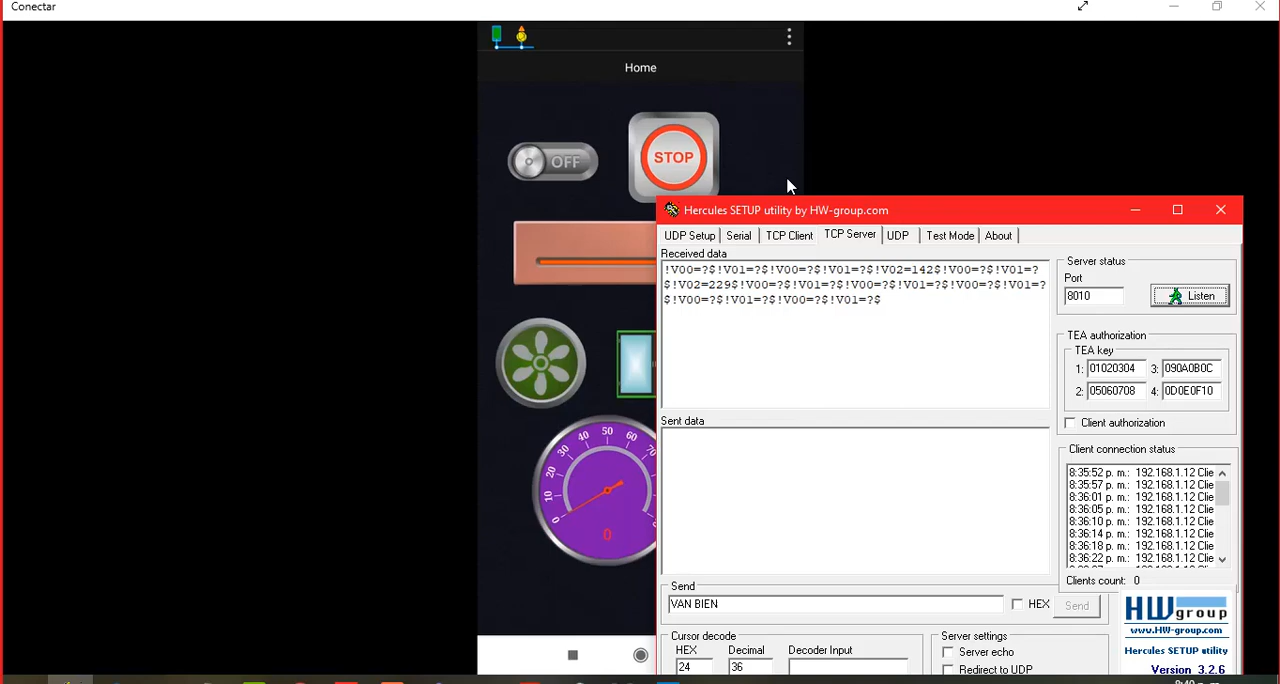 Conectar
Home
OFF
STOP
0 10 20 30 40 50 60 70
0
Hercules SETUP utility by HW-group.com
UDP Setup Serial TCP Client TCP Server UDP Test Mode About
Received data
!V00=?$!V01=?$!V00=?$!V01=?$!V02=142$!V00=?$!V01=?
$!V02=229$!V00=?$!V01=?$!V00=?$!V01=?$!V00=?$!V01=?
$!V00=?$!V01=?$!V00=?$!V01=?$
Sent data
Send
VAN BIEN
HEX
Send
Cursor decode
HEX Decimal Decoder Input
24 36
Server status
Port
8010 Listen
TEA authorization
TEA key
1: 01020304 3: 090A0B0C
2: 05060708 4: 0D0E0F10
Client authorization
Client connection status
8:35:52 p. m.: 192.168.1.12 Clie
8:35:57 p. m.: 192.168.1.12 Clie
8:36:01 p. m.: 192.168.1.12 Clie
8:36:05 p. m.: 192.168.1.12 Clie
8:36:10 p. m.: 192.168.1.12 Clie
8:36:14 p. m.: 192.168.1.12 Clie
8:36:18 p. m.: 192.168.1.12 Clie
8:36:22 p. m.: 192.168.1.12 Clie
Clients count: 0
Server settings
Server echo
Redirect to UDP
HWgroup
www.HW-group.com
Hercules SETUP utility
Version 3.2.6